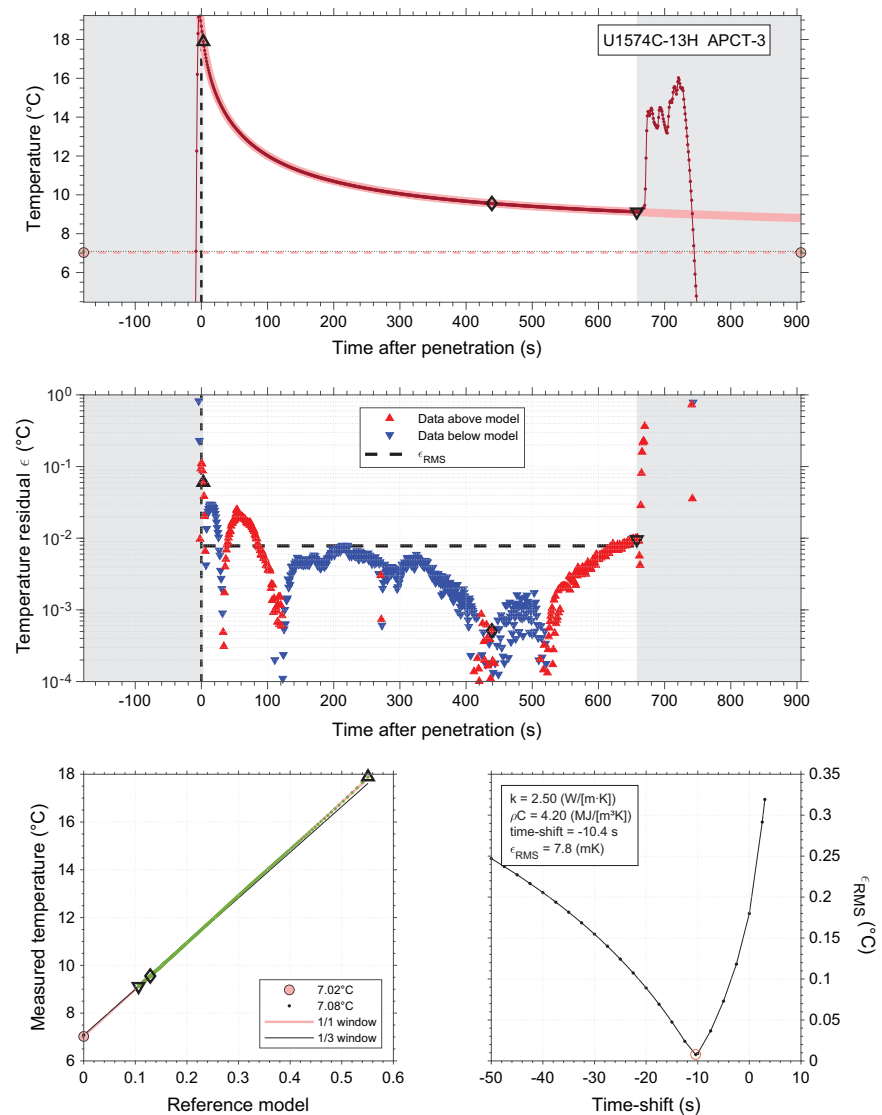 U1574C-13H  APCT-3
Temperature (°C)
18
16
14
12
10
8
6
-100 0 100 200 300 400 500 600 700 800 900
Time after penetration (s)
Temperature residual ϵ (°C)
10⁰
10⁻¹
10⁻²
10⁻³
10⁻⁴
Data above model
Data below model
ϵRMS
-100 0 100 200 300 400 500 600 700 800 900
Time after penetration (s)
Measured temperature (°C)
18
16
14
12
10
8
6
7.02°C
7.08°C
1/1 window
1/3 window
0 0.1 0.2 0.3 0.4 0.5 0.6
Reference model
k = 2.50 (W/[m·K])
ρC = 4.20 (MJ/[m³K])
time-shift = -10.4 s
ϵRMS = 7.8 (mK)
0.35
0.3
0.25
0.2
0.15
0.1
0.05
0
ϵRMS (°C)
-50 -40 -30 -20 -10 0 10
Time-shift (s)